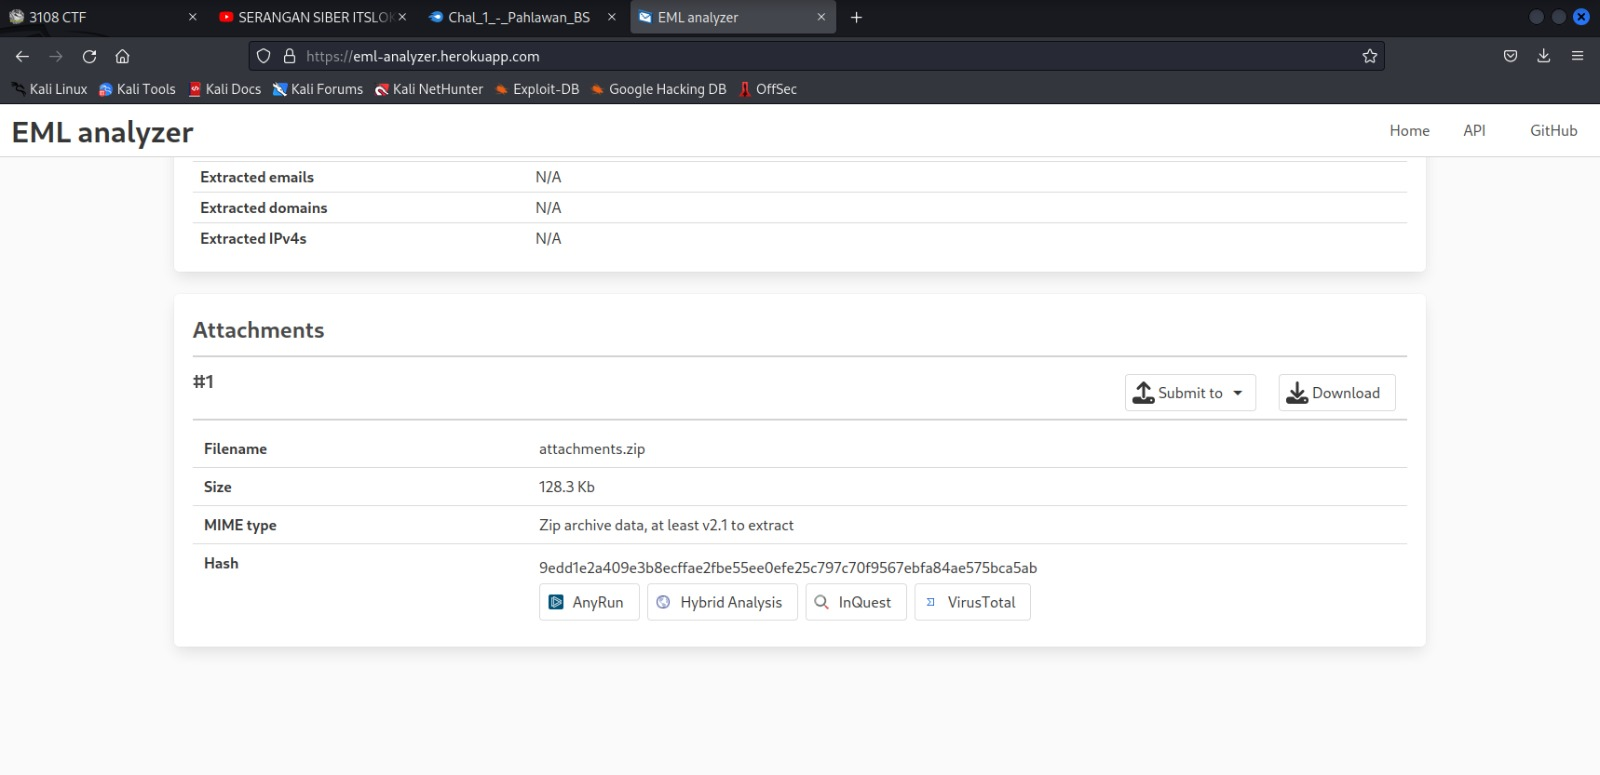 3108 CTF
SERANGAN SIBER ITSLOK
Chal_1_-_Pahlawan_BS
EML analyzer
https://eml-analyzer.herokuapp.com
Kali Linux Kali Tools Kali Docs Kali Forums Kali NetHunter Exploit-DB Google Hacking DB OffSec
EML analyzer
Home API GitHub
Extracted emails N/A
Extracted domains N/A
Extracted IPv4s N/A
Attachments
#1
Submit to Download
Filename attachments.zip
Size 128.3 Kb
MIME type Zip archive data, at least v2.1 to extract
Hash 9edd1e2a409e3b8ecffae2fbe55ee0efe25c797c70f9567ebfa84ae575bca5ab
AnyRun Hybrid Analysis InQuest VirusTotal